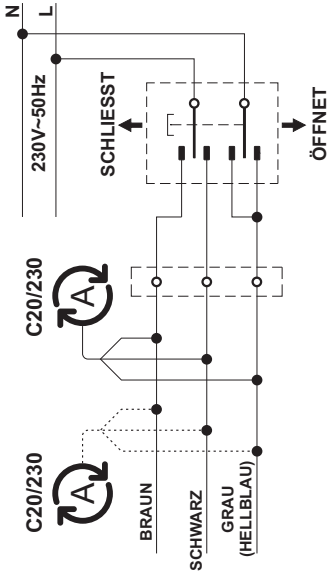 N
L
230V~50Hz
SCHLIESST
ÖFFNET
C20/230
A
C20/230
A
BRAUN
SCHWARZ
GRAU
(HELLBLAU)